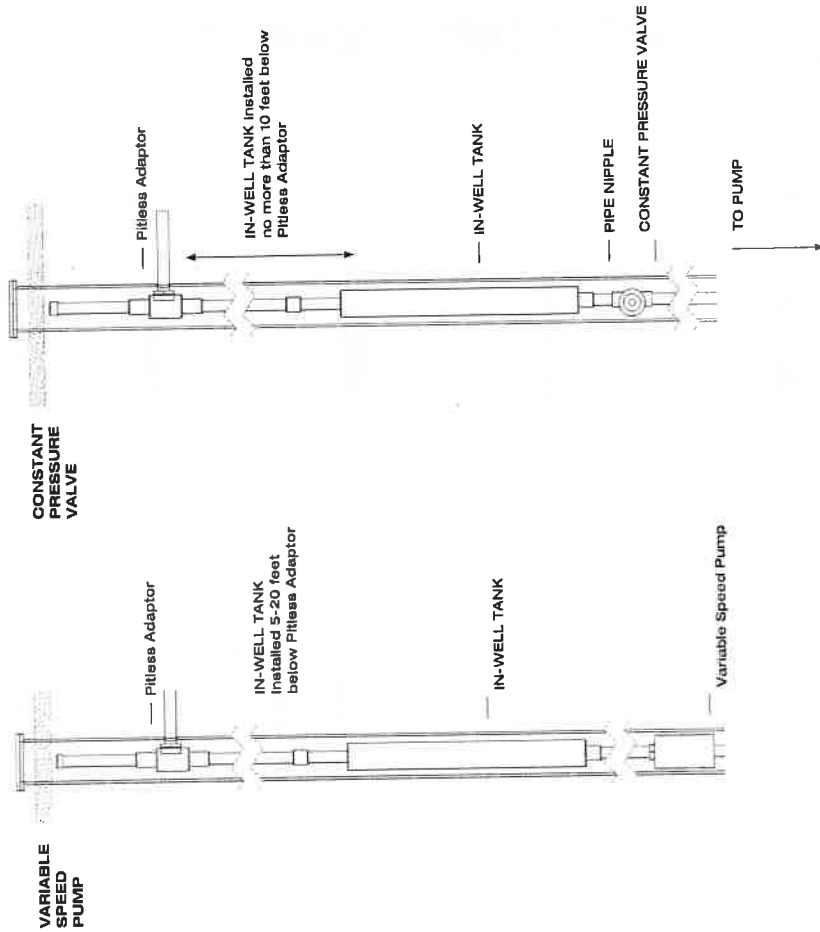 VARIABLE
SPEED
PUMP
Pitless Adaptor
IN-WELL TANK
Installed 5-20 feet
below Pitless Adaptor
IN-WELL TANK
Variable Speed Pump
CONSTANT
PRESSURE
VALVE
Pitless Adaptor
IN-WELL TANK Installed
no more than 10 feet below
Pitless Adaptor
IN-WELL TANK
PIPE NIPPLE
CONSTANT PRESSURE VALVE
TO PUMP